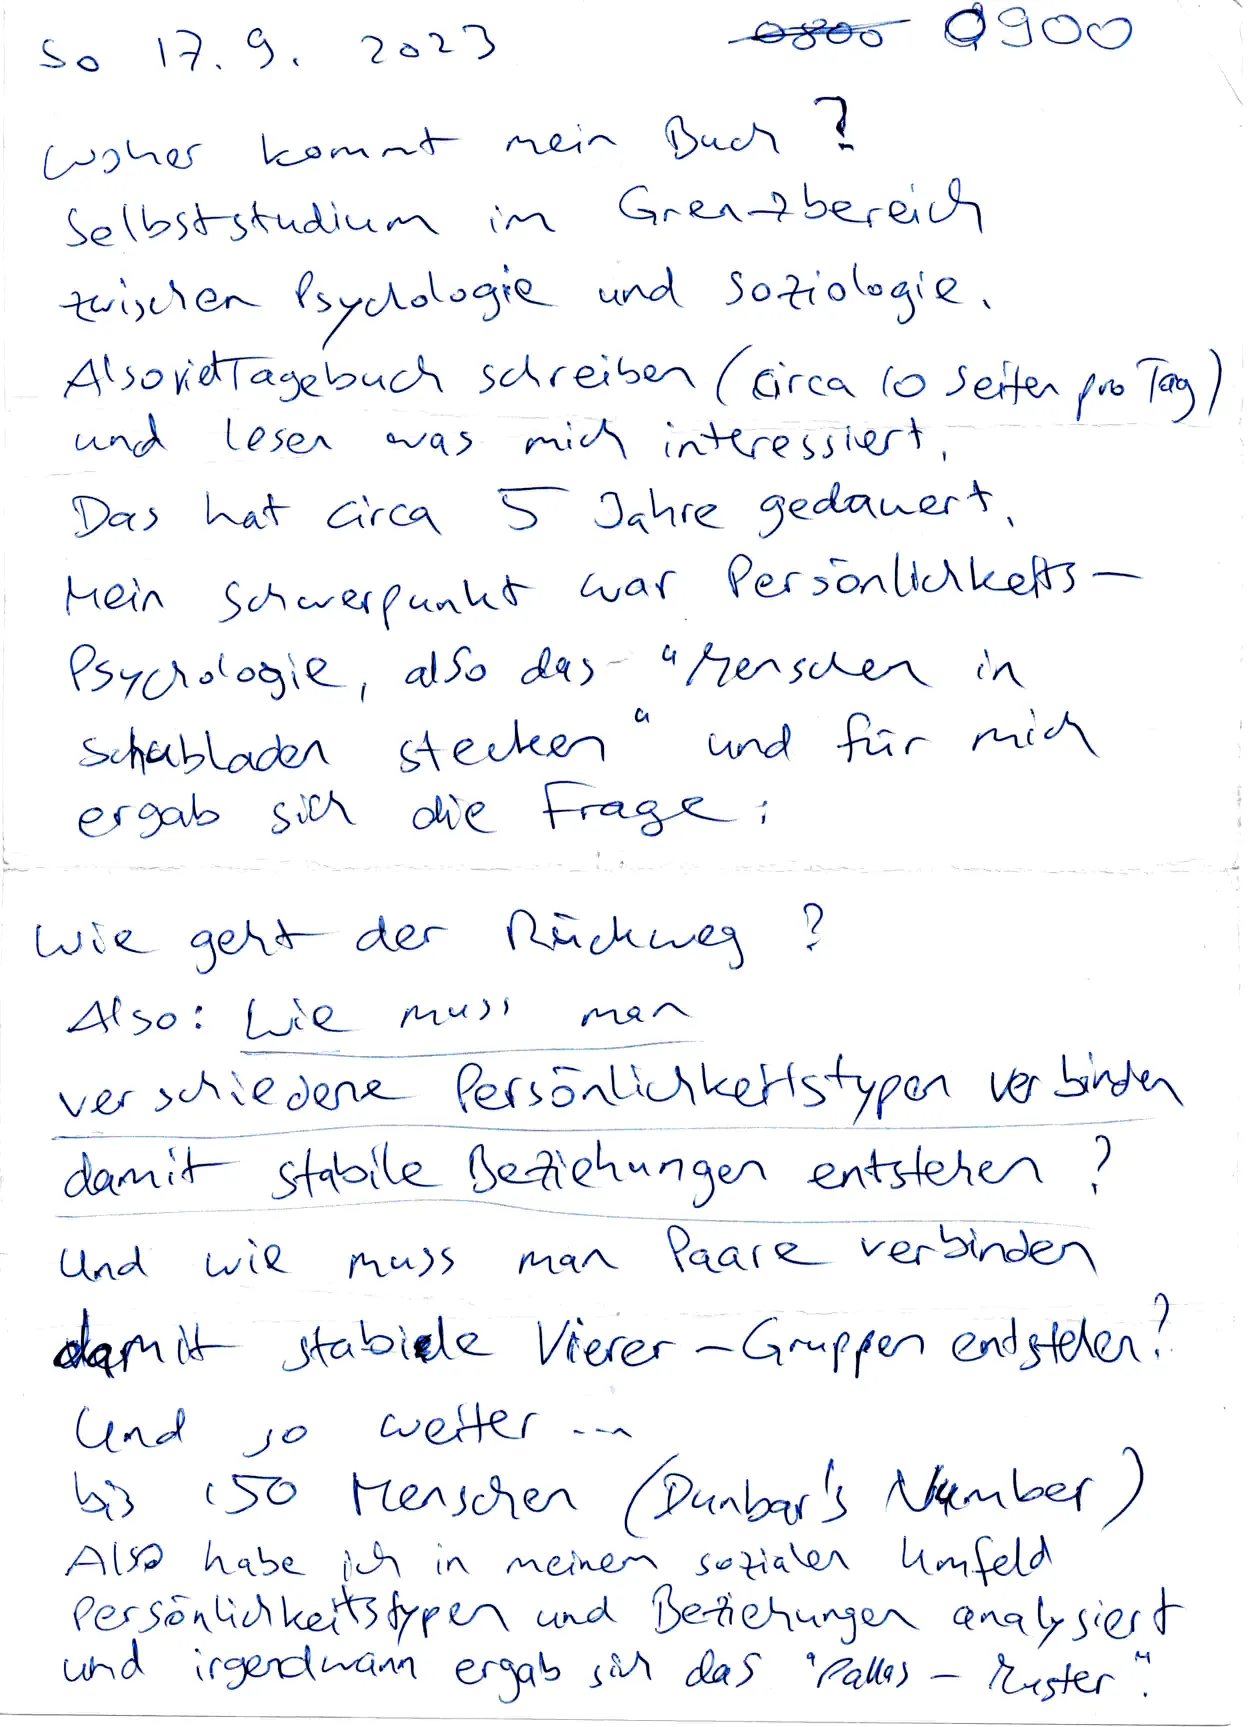 So 17. 9. 2023 0800 0900
Woher kommt mein Buch?
Selbststudium im Grenzbereich
zwischen Psychologie und Soziologie.
Also viel Tagebuch schreiben (circa 10 Seiten pro Tag)
und lesen was mich interessiert.
Das hat circa 5 Jahre gedauert.
Mein Schwerpunkt war Persönlichkeits-
Psychologie, also das "Menschen in
Schubladen stecken" und für mich
ergab sich die Frage:
Wie geht der Rückweg?
Also: Wie muss man
verschiedene Persönlichkeitstypen verbinden
damit stabile Beziehungen entstehen?
Und wie muss man Paare verbinden
damit stabile Vierer-Gruppen entstehen?
Und so weiter ...
bis 150 Menschen (Dunbar's Number)
Also habe ich in meinem sozialen Umfeld
Persönlichkeitstypen und Beziehungen analysiert
und irgendwann ergab sich das "Pallas-Muster".